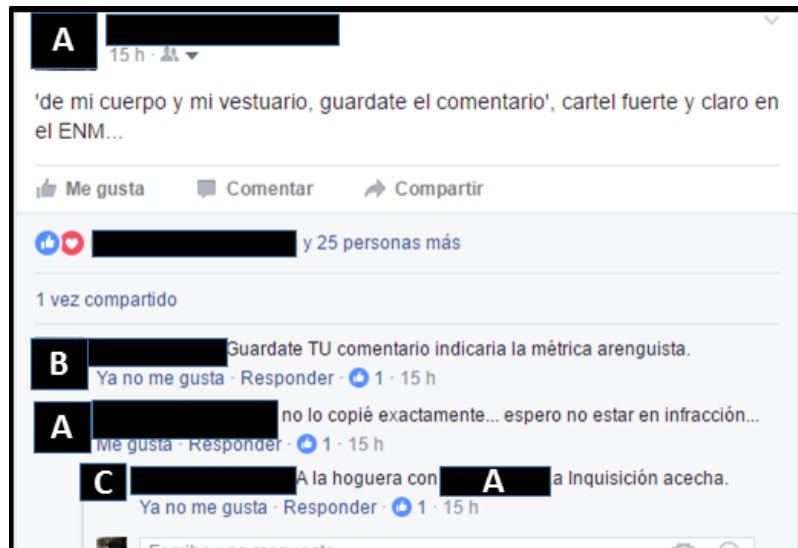 A
15 h ·
'de mi cuerpo y mi vestuario, guardate el comentario', cartel fuerte y claro en
el ENM...
Me gusta Comentar Compartir
y 25 personas más
1 vez compartido
B Guardate TU comentario indicaria la métrica arenguista.
Ya no me gusta · Responder · 1 · 15 h
A no lo copié exactamente... espero no estar en infracción...
Me gusta · Responder · 1 · 15 h
C A la hoguera con A a Inquisición acecha.
Ya no me gusta · Responder · 1 · 15 h